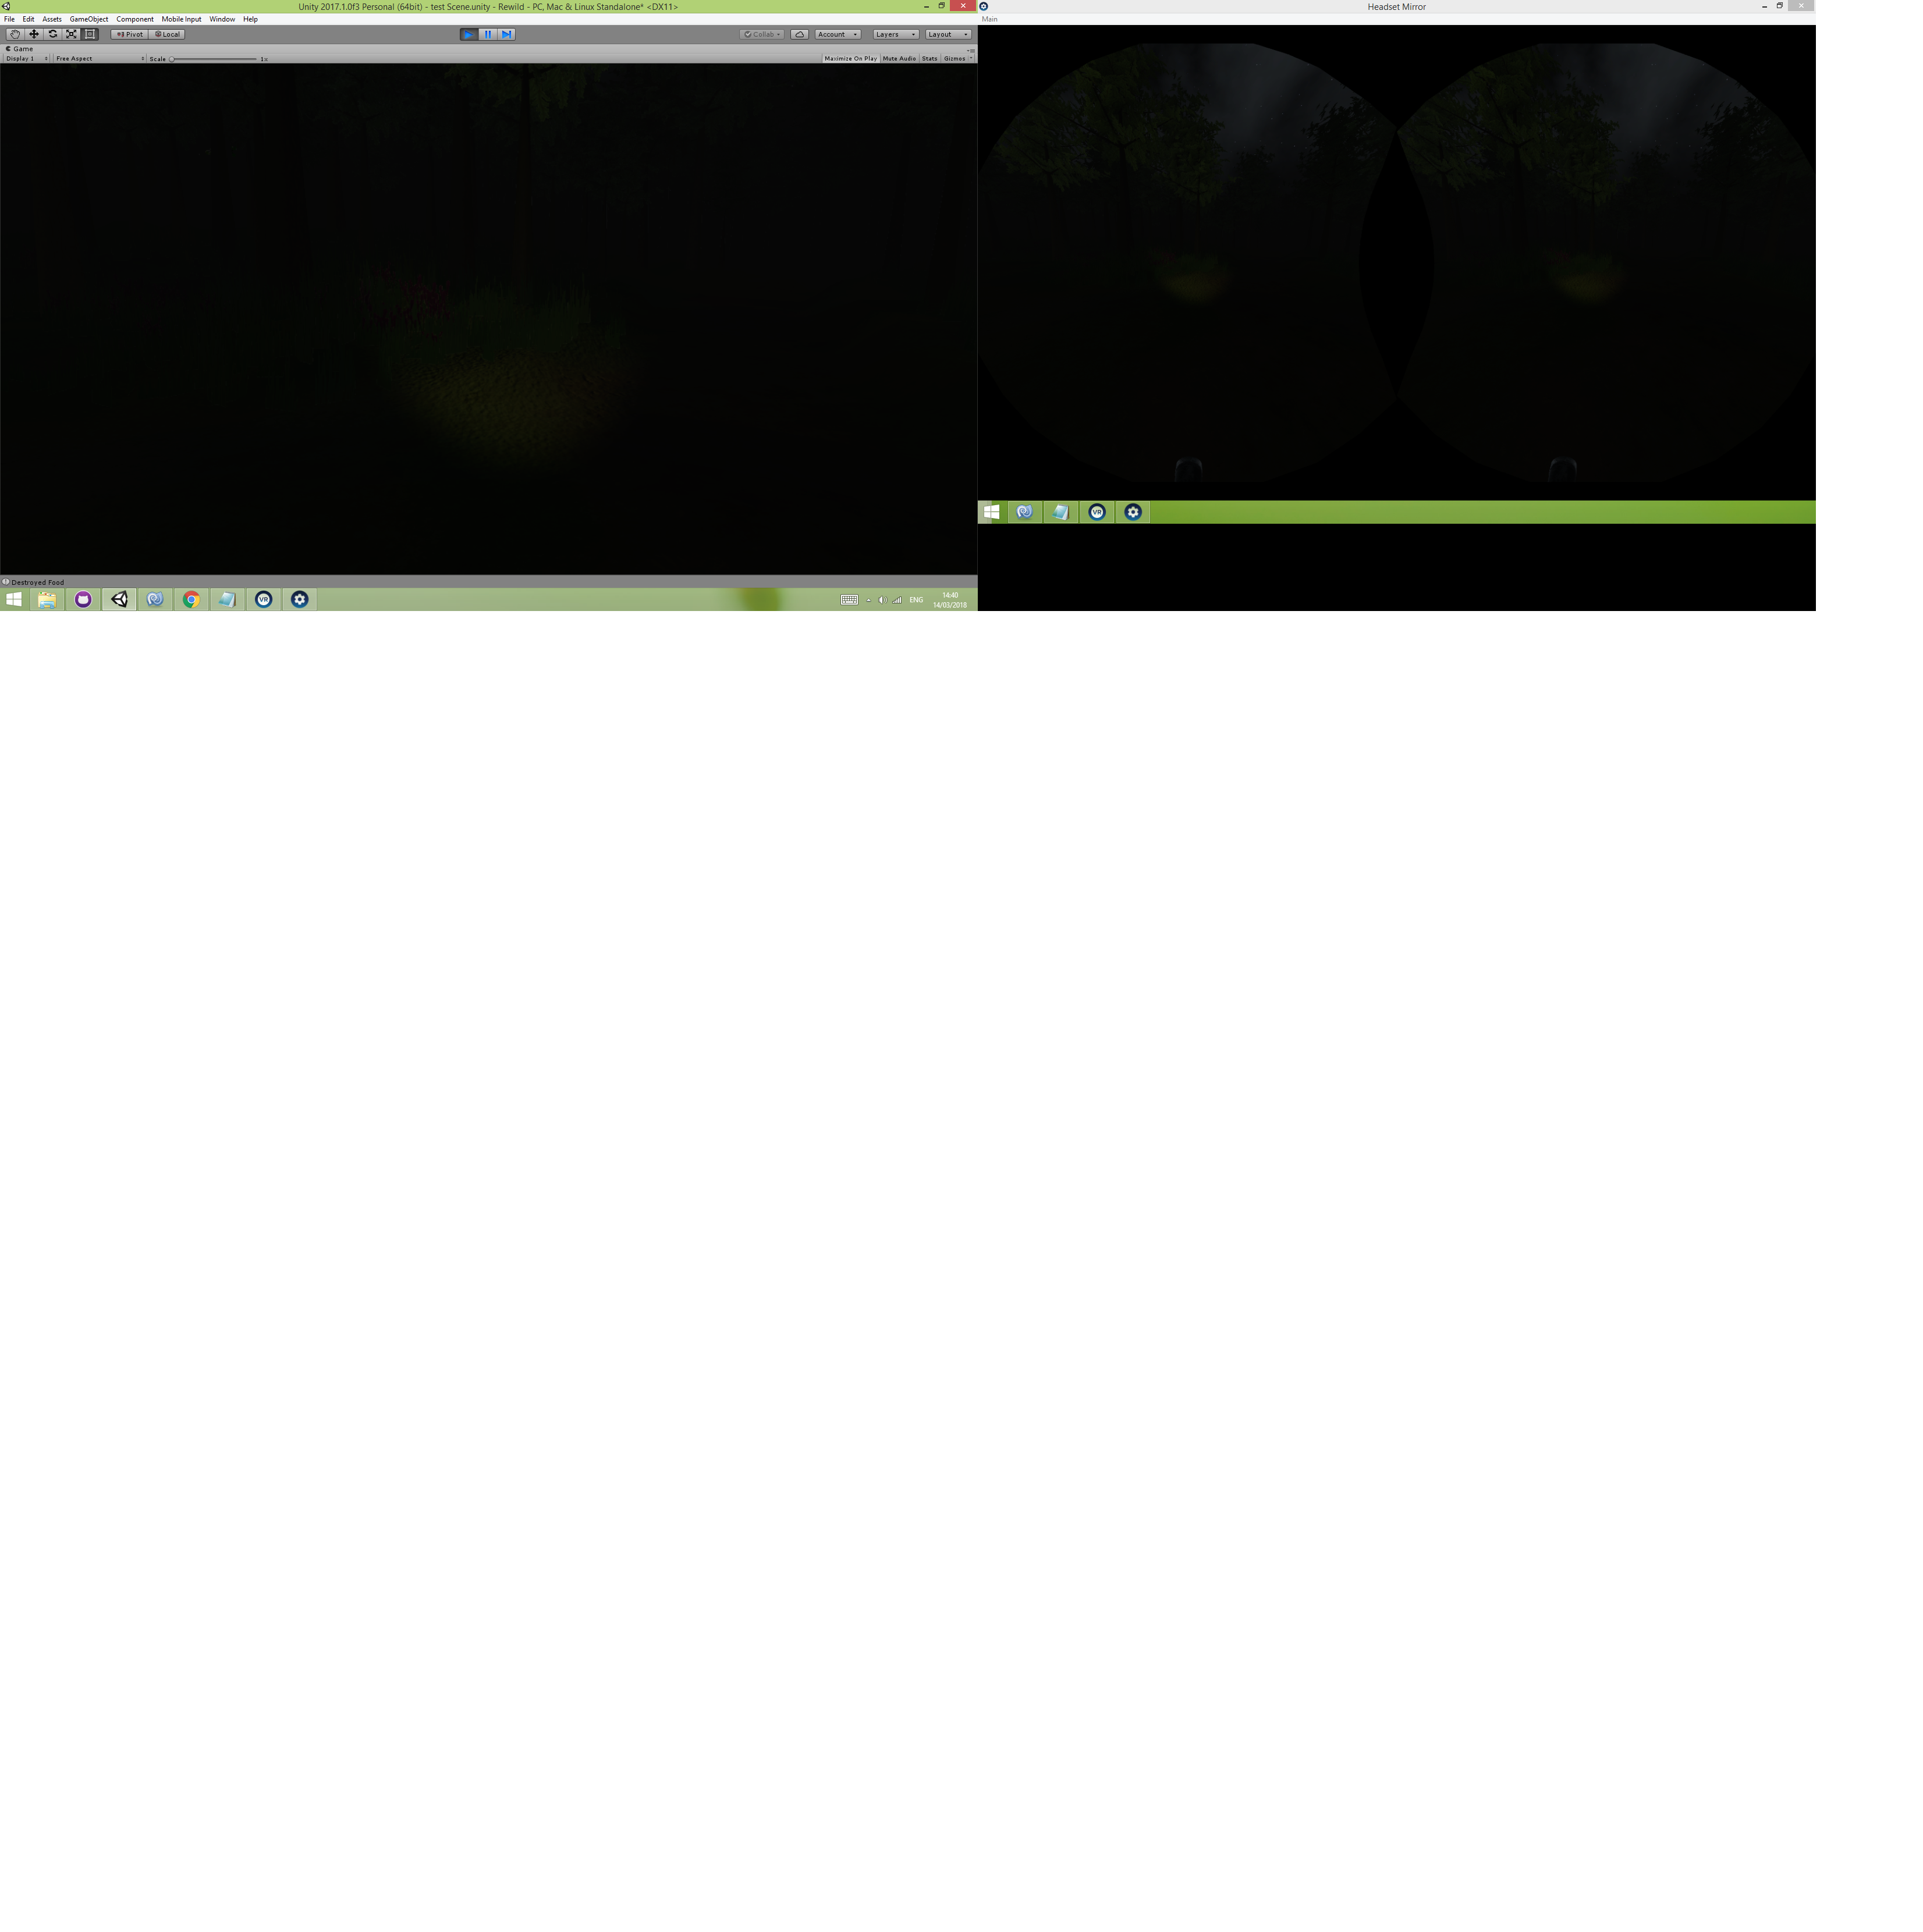 Unity 2017.1.0f3 Personal (64bit) - test Scene.unity - Rewild - PC, Mac & Linux Standalone* <DX11>
File Edit Assets GameObject Component Mobile Input Window Help
Pivot Local Collab Account Layers Layout
Game
Display 1 Free Aspect Scale 1x Maximize On Play Mute Audio Stats Gizmos
Destroyed Food
VR ENG 14:40
14/03/2018
Headset Mirror
Main
VR